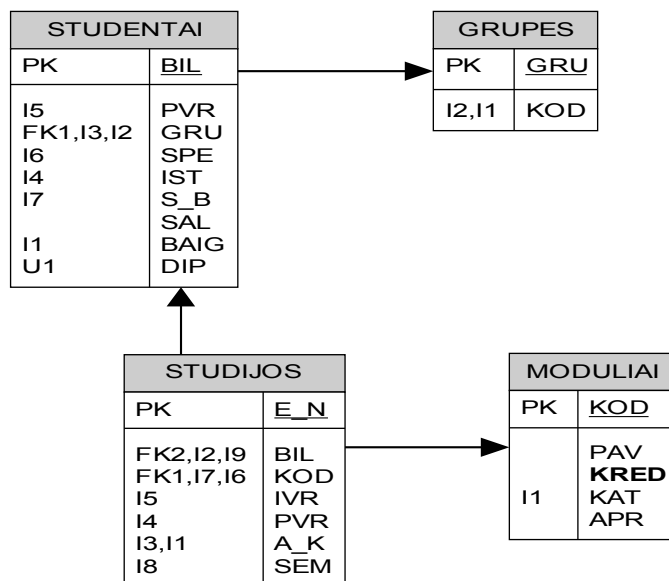 STUDENTAI
PK BIL
I5 PVR
FK1,I3,I2 GRU
I6 SPE
I4 IST
I7 S_B
SAL
I1 BAIG
U1 DIP
GRUPES
PK GRU
I2,I1 KOD
STUDIJOS
PK E_N
FK2,I2,I9 BIL
FK1,I7,I6 KOD
I5 IVR
I4 PVR
I3,I1 A_K
I8 SEM
MODULIAI
PK KOD
PAV
KRED
I1 KAT
APR